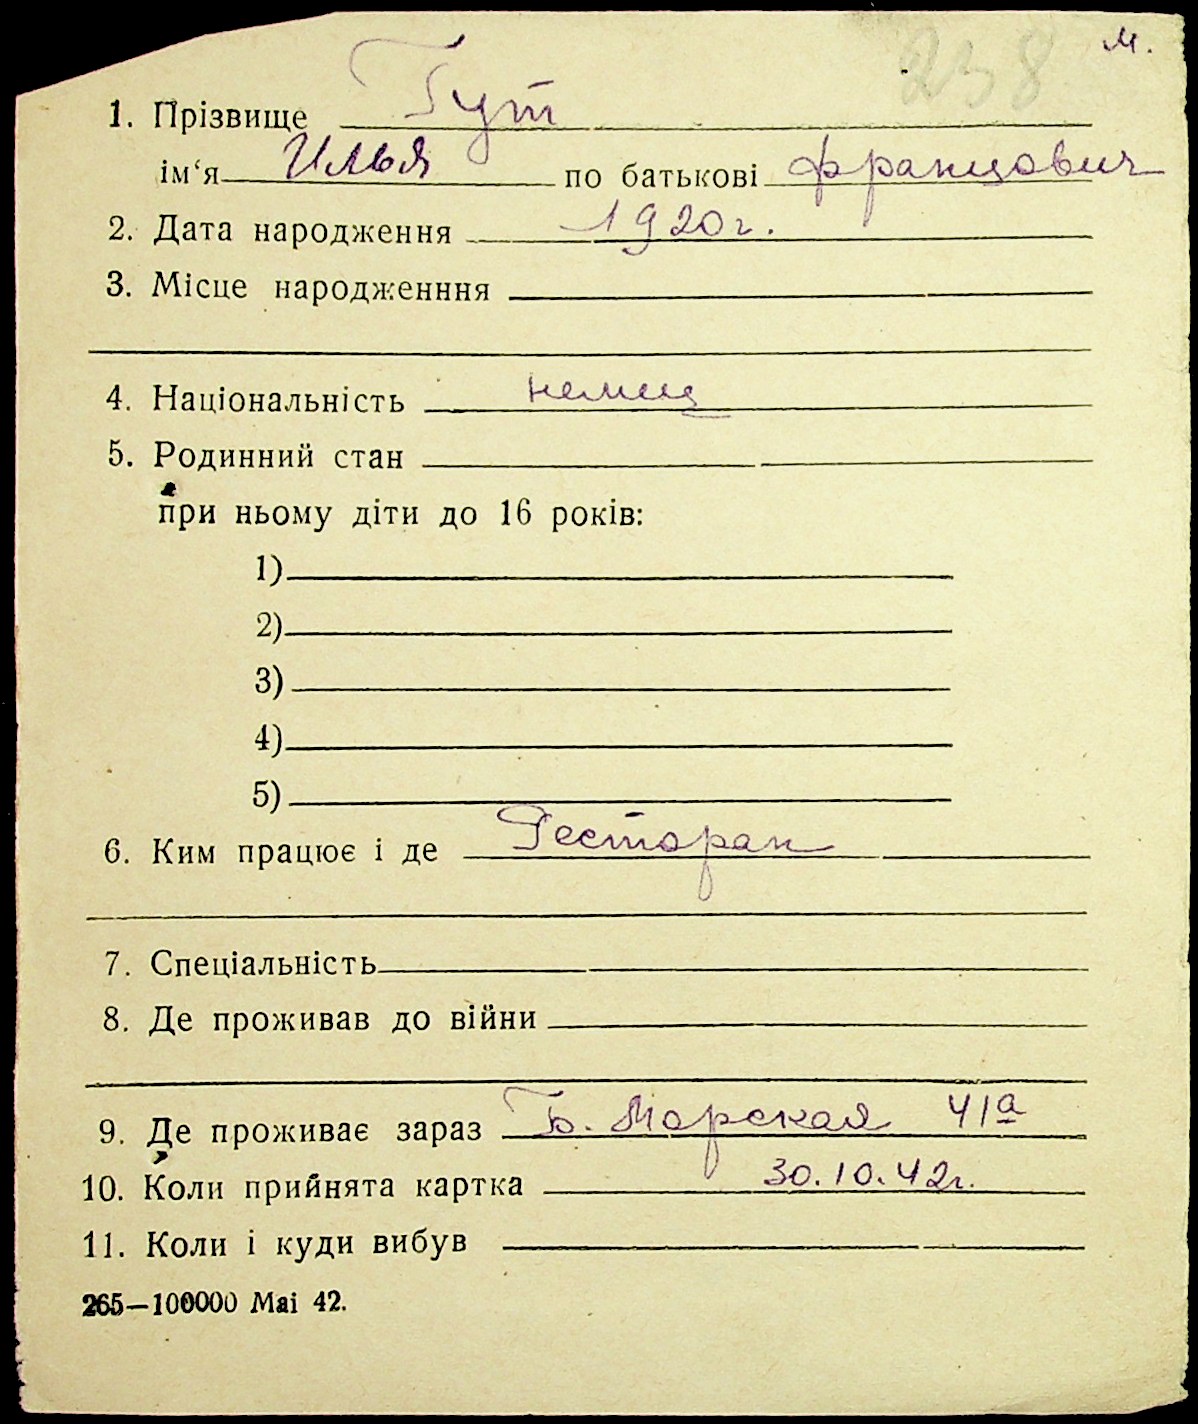 238 м.
1. Прізвище Гут
ім‘я Илья по батькові Францович
2. Дата народження 1920г.
3. Місце народженння
4. Національність немец
5. Родинний стан
при ньому діти до 16 років:
1)
2)
3)
4)
5)
6. Ким працює і де Ресторан
7. Спеціальність
8. Де проживав до війни
9. Де проживає зараз Б. Морская 41а
10. Коли прийнята картка 30.10.42г.
11. Коли і куди вибув
265—100000 Маі 42.